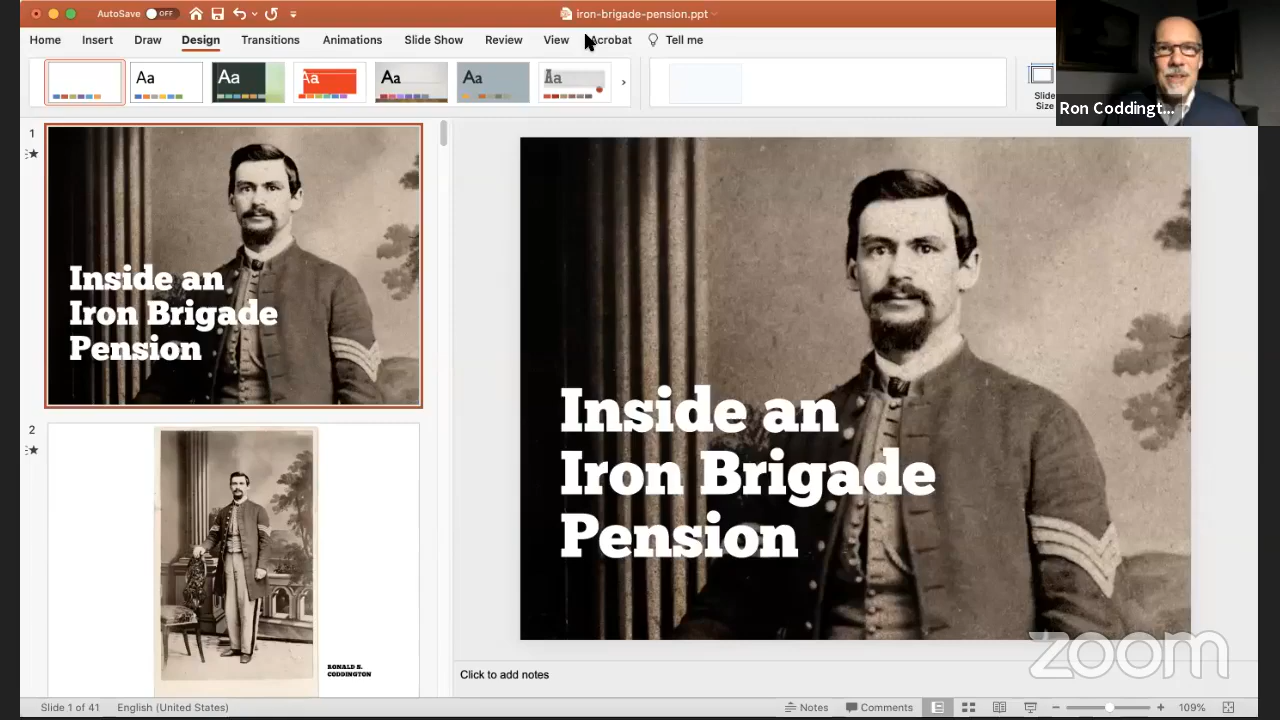 AutoSave OFF
iron-brigade-pension.ppt
Home Insert Draw Design Transitions Animations Slide Show Review View Acrobat Tell me
Aa Aa Aa Aa Aa Aa
Slide
Size
Ron Coddingt...
1
Inside an
Iron Brigade
Pension
2
RONALD S.
CODDINGTON
Inside an
Iron Brigade
Pension
zoom
Click to add notes
Slide 1 of 41 English (United States) Notes Comments 109%